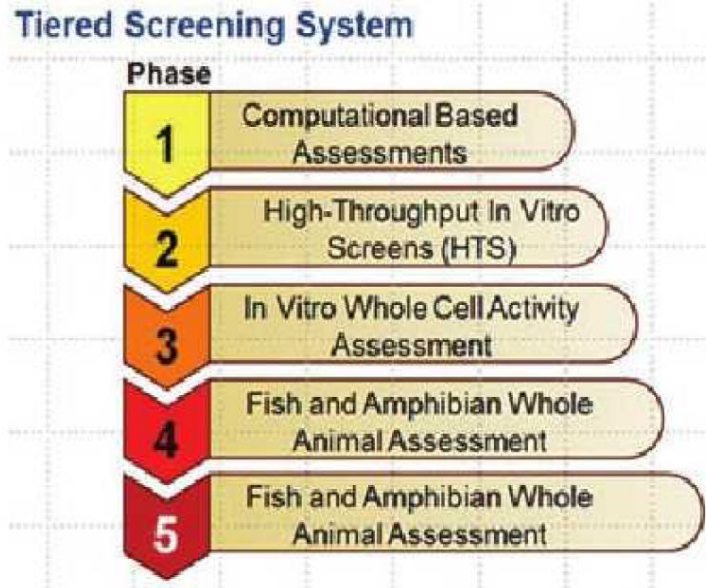 Tiered Screening System
Phase
1
Computational Based
Assessments
2
High-Throughput In Vitro
Screens (HTS)
3
In Vitro Whole Cell Activity
Assessment
4
Fish and Amphibian Whole
Animal Assessment
5
Fish and Amphibian Whole
Animal Assessment